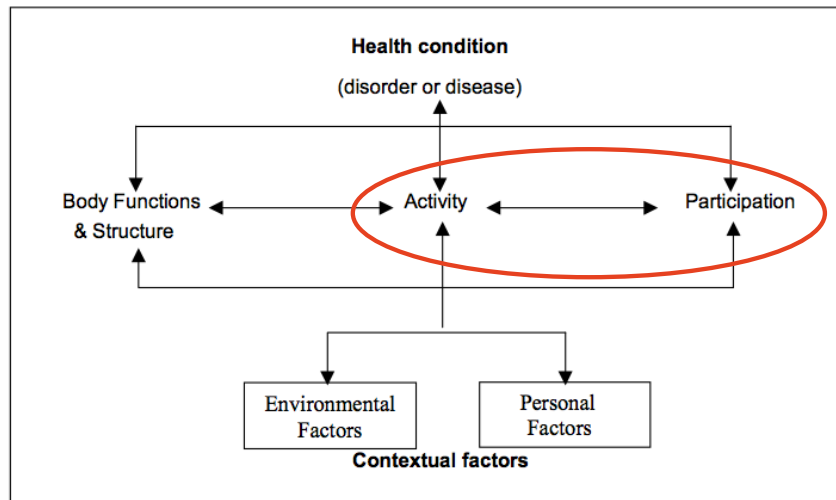 Health condition
(disorder or disease)
Body Functions
& Structure
Activity
Participation
Environmental
Factors
Personal
Factors
Contextual factors